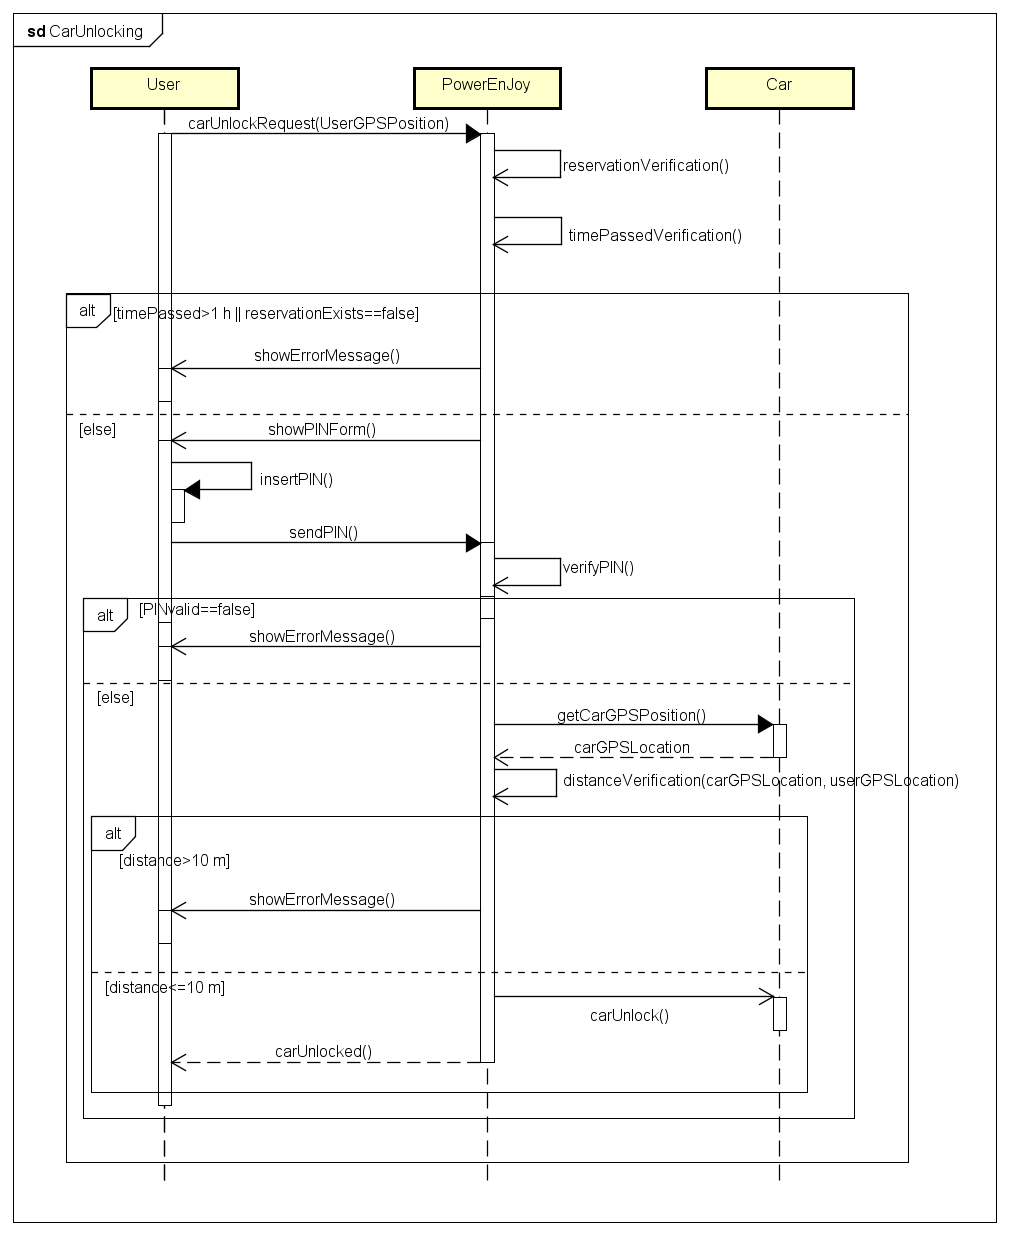 sd CarUnlocking
User
PowerEnJoy
Car
carUnlockRequest(UserGPSPosition)
reservationVerification()
timePassedVerification()
alt
[timePassed>1 h || reservationExists==false]
showErrorMessage()
[else]
showPINForm()
insertPIN()
sendPIN()
verifyPIN()
alt
[PINvalid==false]
showErrorMessage()
[else]
getCarGPSPosition()
carGPSLocation
distanceVerification(carGPSLocation, userGPSLocation)
alt
[distance>10 m]
showErrorMessage()
[distance<=10 m]
carUnlock()
carUnlocked()